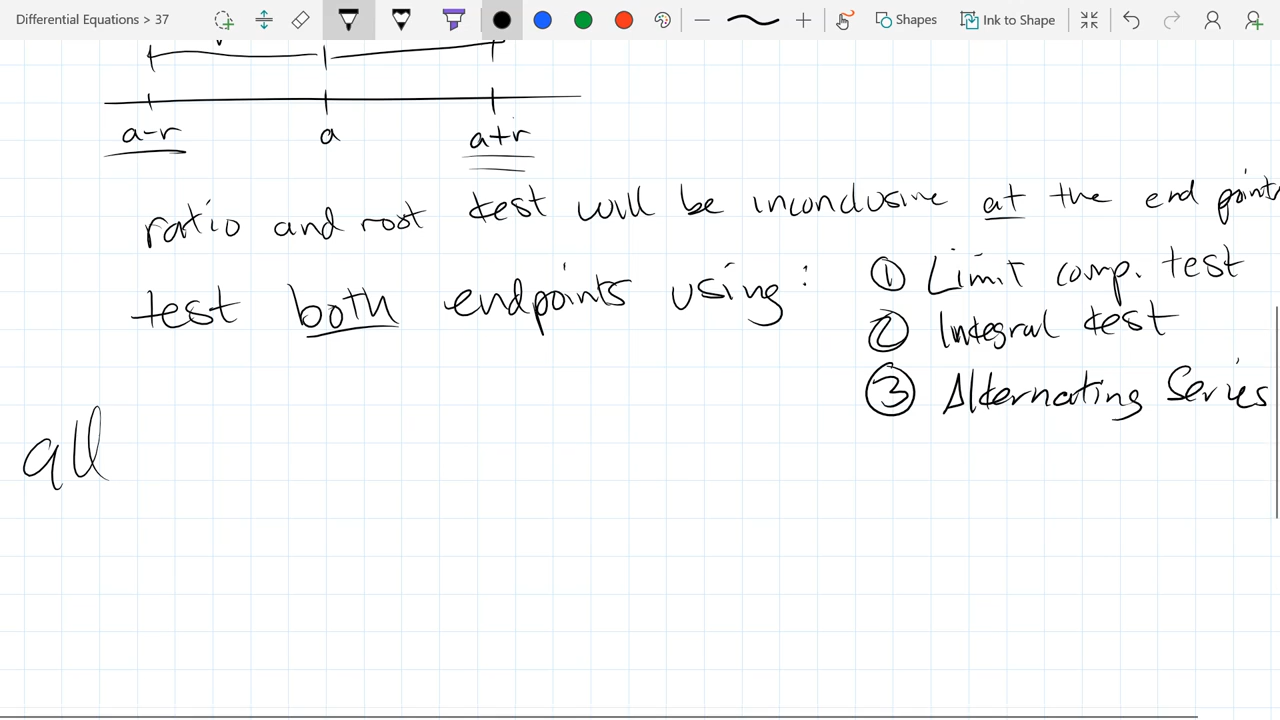 Differential Equations > 37
Shapes
Ink to Shape
a-r a a+r
ratio and root test will be inconclusive at the end points
test both endpoints using:
① Limit comp. test
② Integral test
③ Alternating Series
all